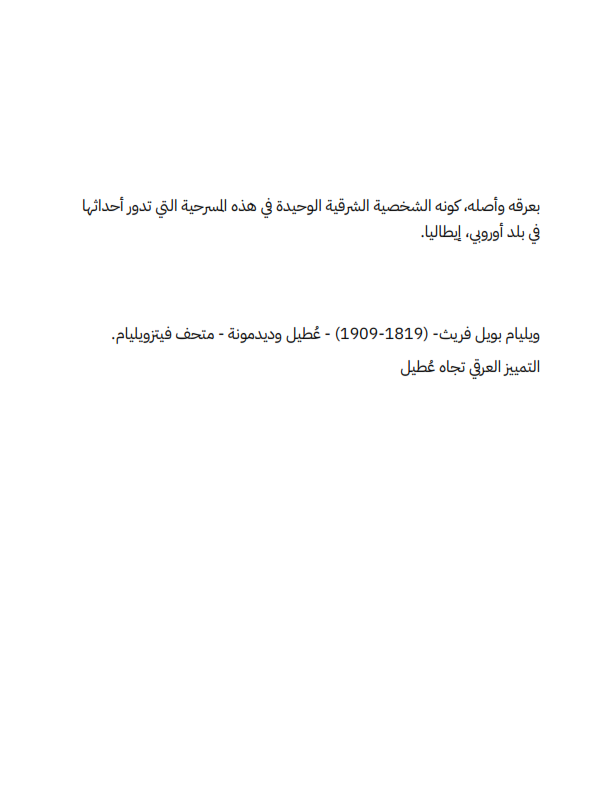 بعرقه وأصله، كونه الشخصية الشرقية الوحيدة في هذه المسرحية التي تدور أحداثها
في بلد أوروبي، إيطاليا.
ويليام بويل فريث- (1819-1909) - عُطيل وديدمونة - متحف فيتزويليام.
التمييز العرقي تجاه عُطيل